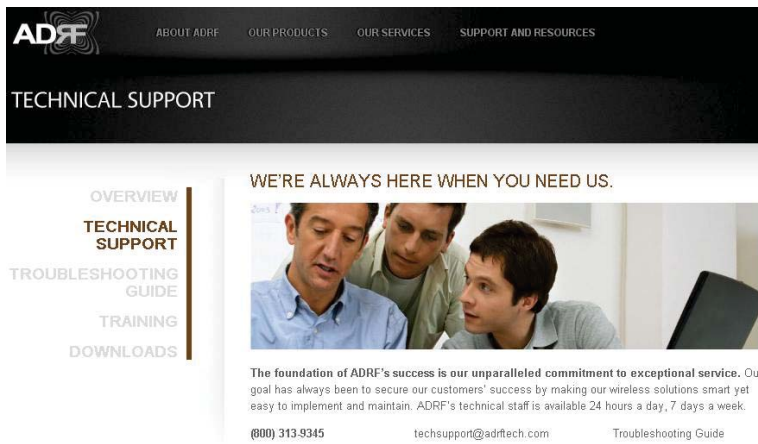 ADRF
ABOUT ADRF OUR PRODUCTS OUR SERVICES SUPPORT AND RESOURCES
TECHNICAL SUPPORT
OVERVIEW
TECHNICAL
SUPPORT
TROUBLESHOOTING
GUIDE
TRAINING
DOWNLOADS
WE'RE ALWAYS HERE WHEN YOU NEED US.
The foundation of ADRF's success is our unparalleled commitment to exceptional service. Ou
goal has always been to secure our customers' success by making our wireless solutions smart yet
easy to implement and maintain. ADRF's technical staff is available 24 hours a day, 7 days a week.
(800) 313-9345 techsupport@adrftech.com Troubleshooting Guide